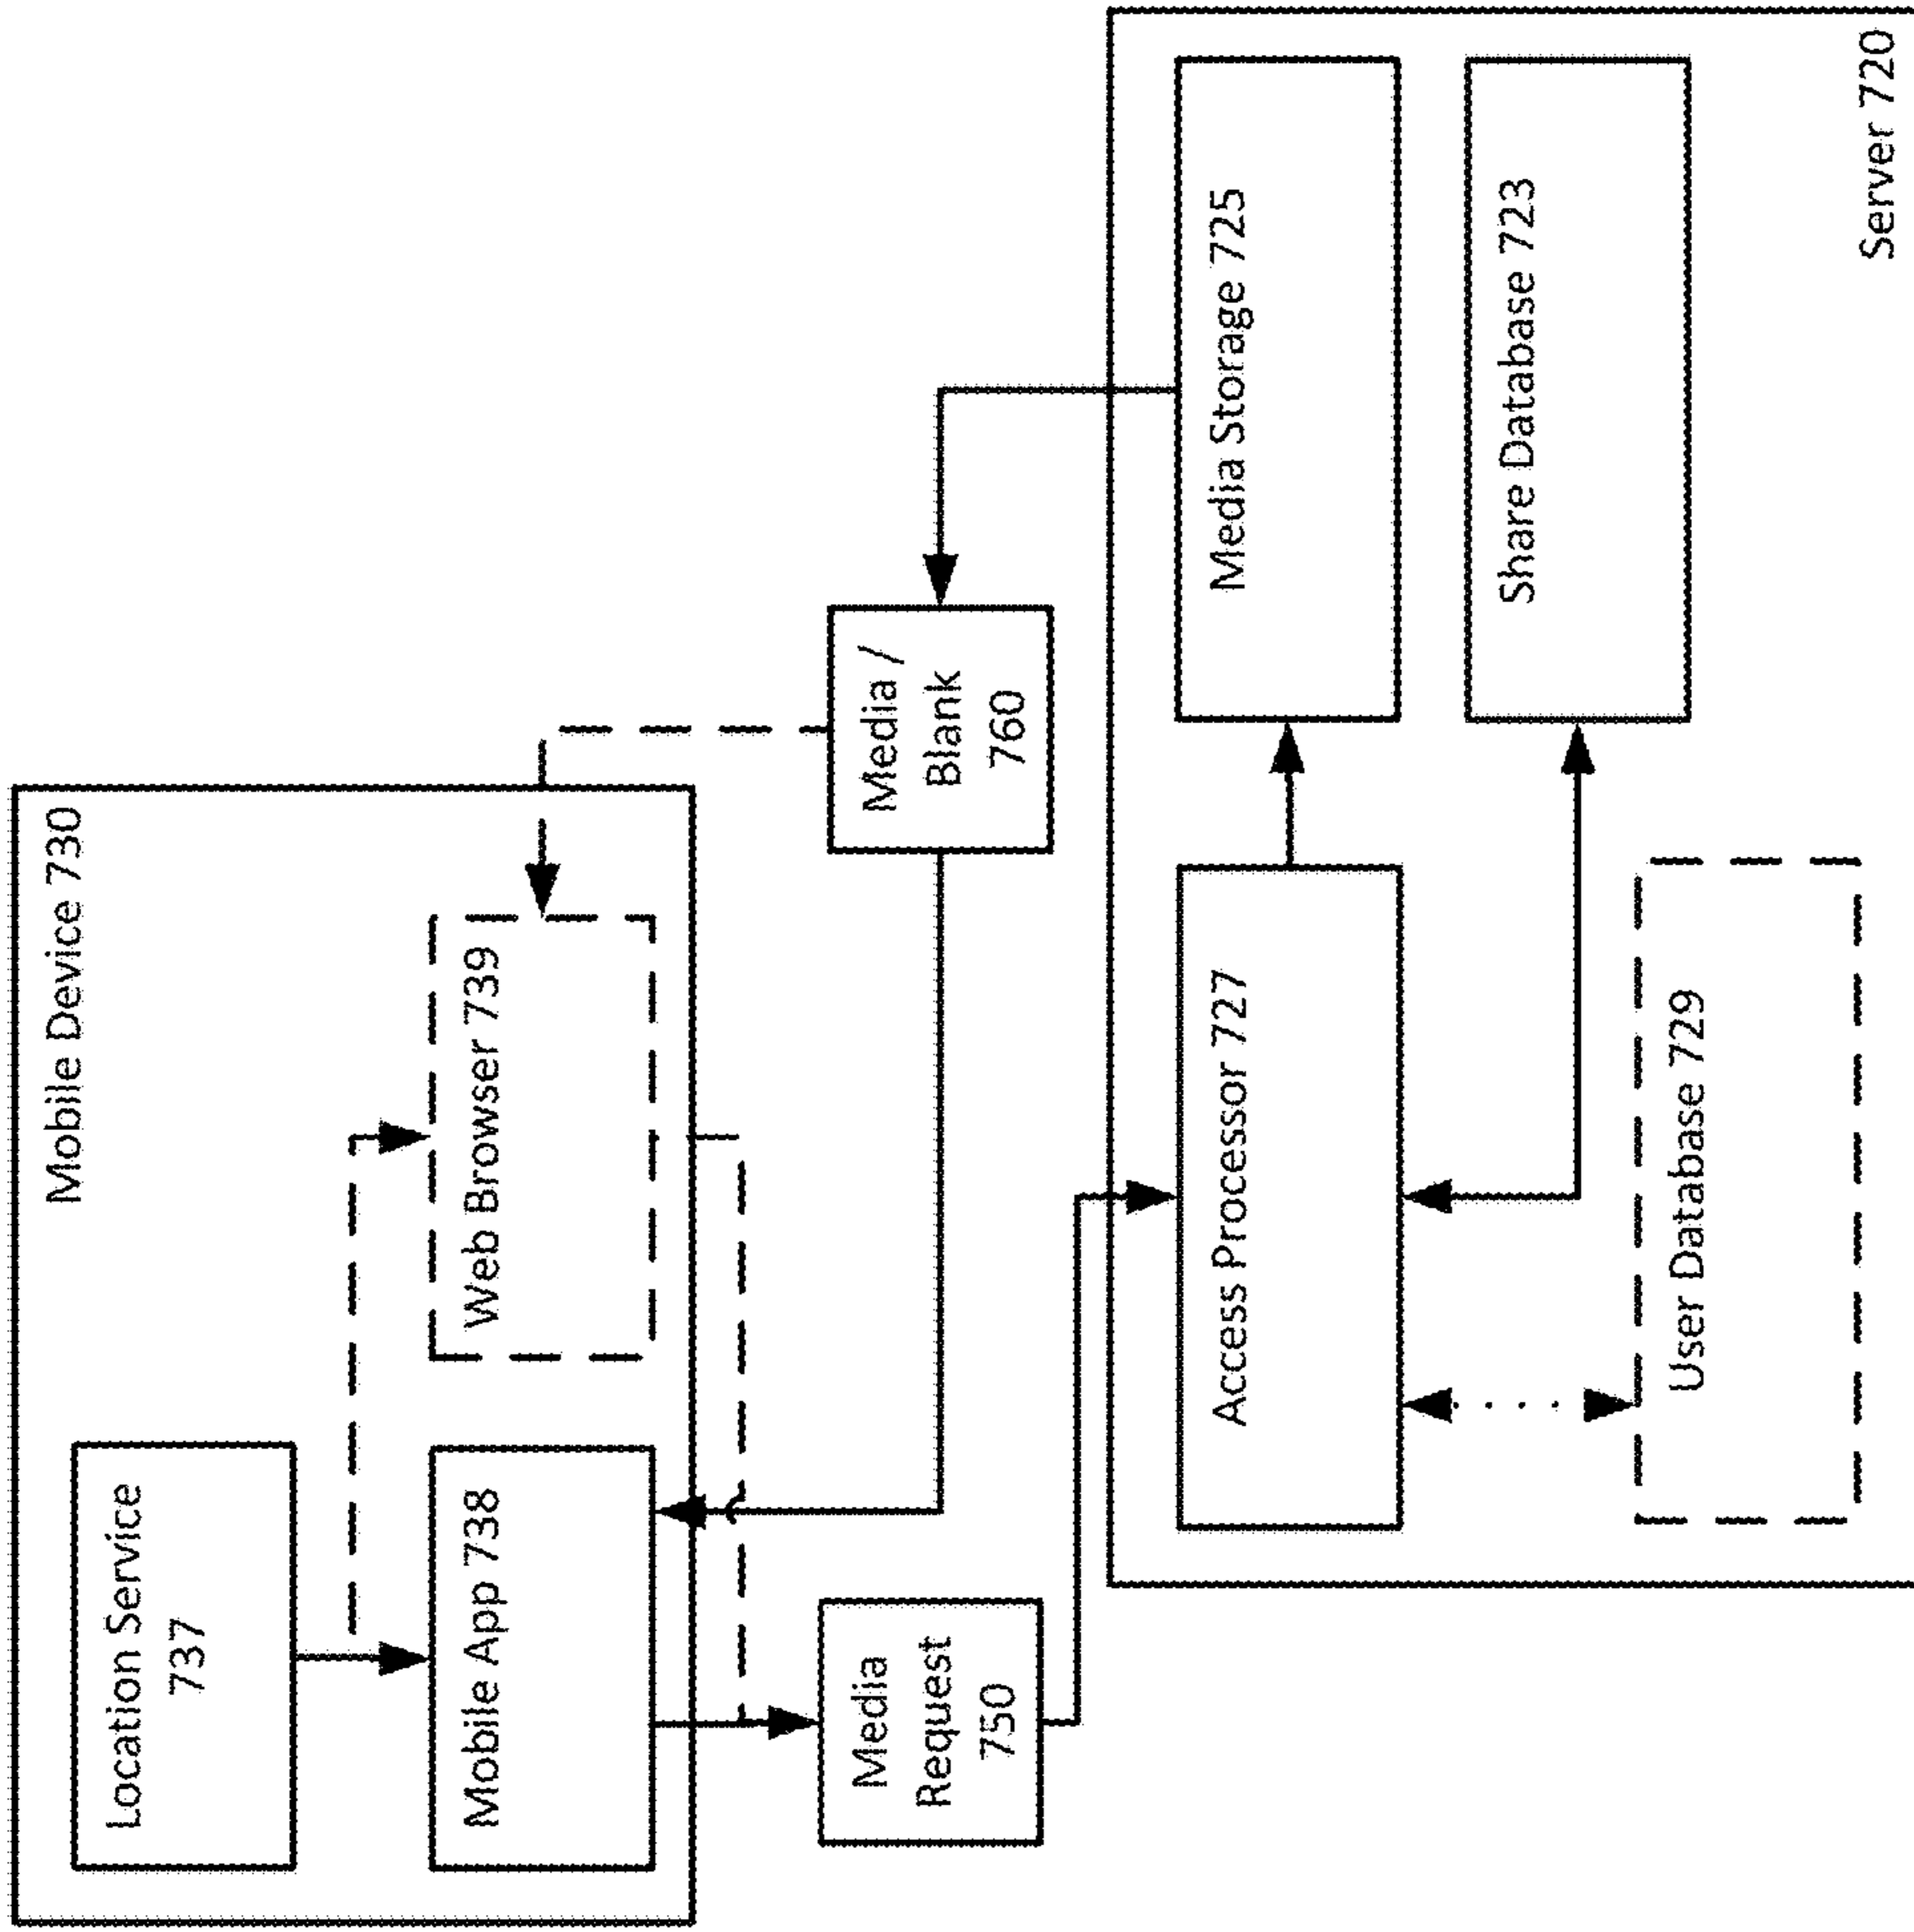 Mobile Device 730
Location Service
737
Mobile App 738
Web Browser 739
Media
Request
750
Media /
Blank
760
Access Processor 727
Media Storage 725
User Database 729
Share Database 723
Server 720